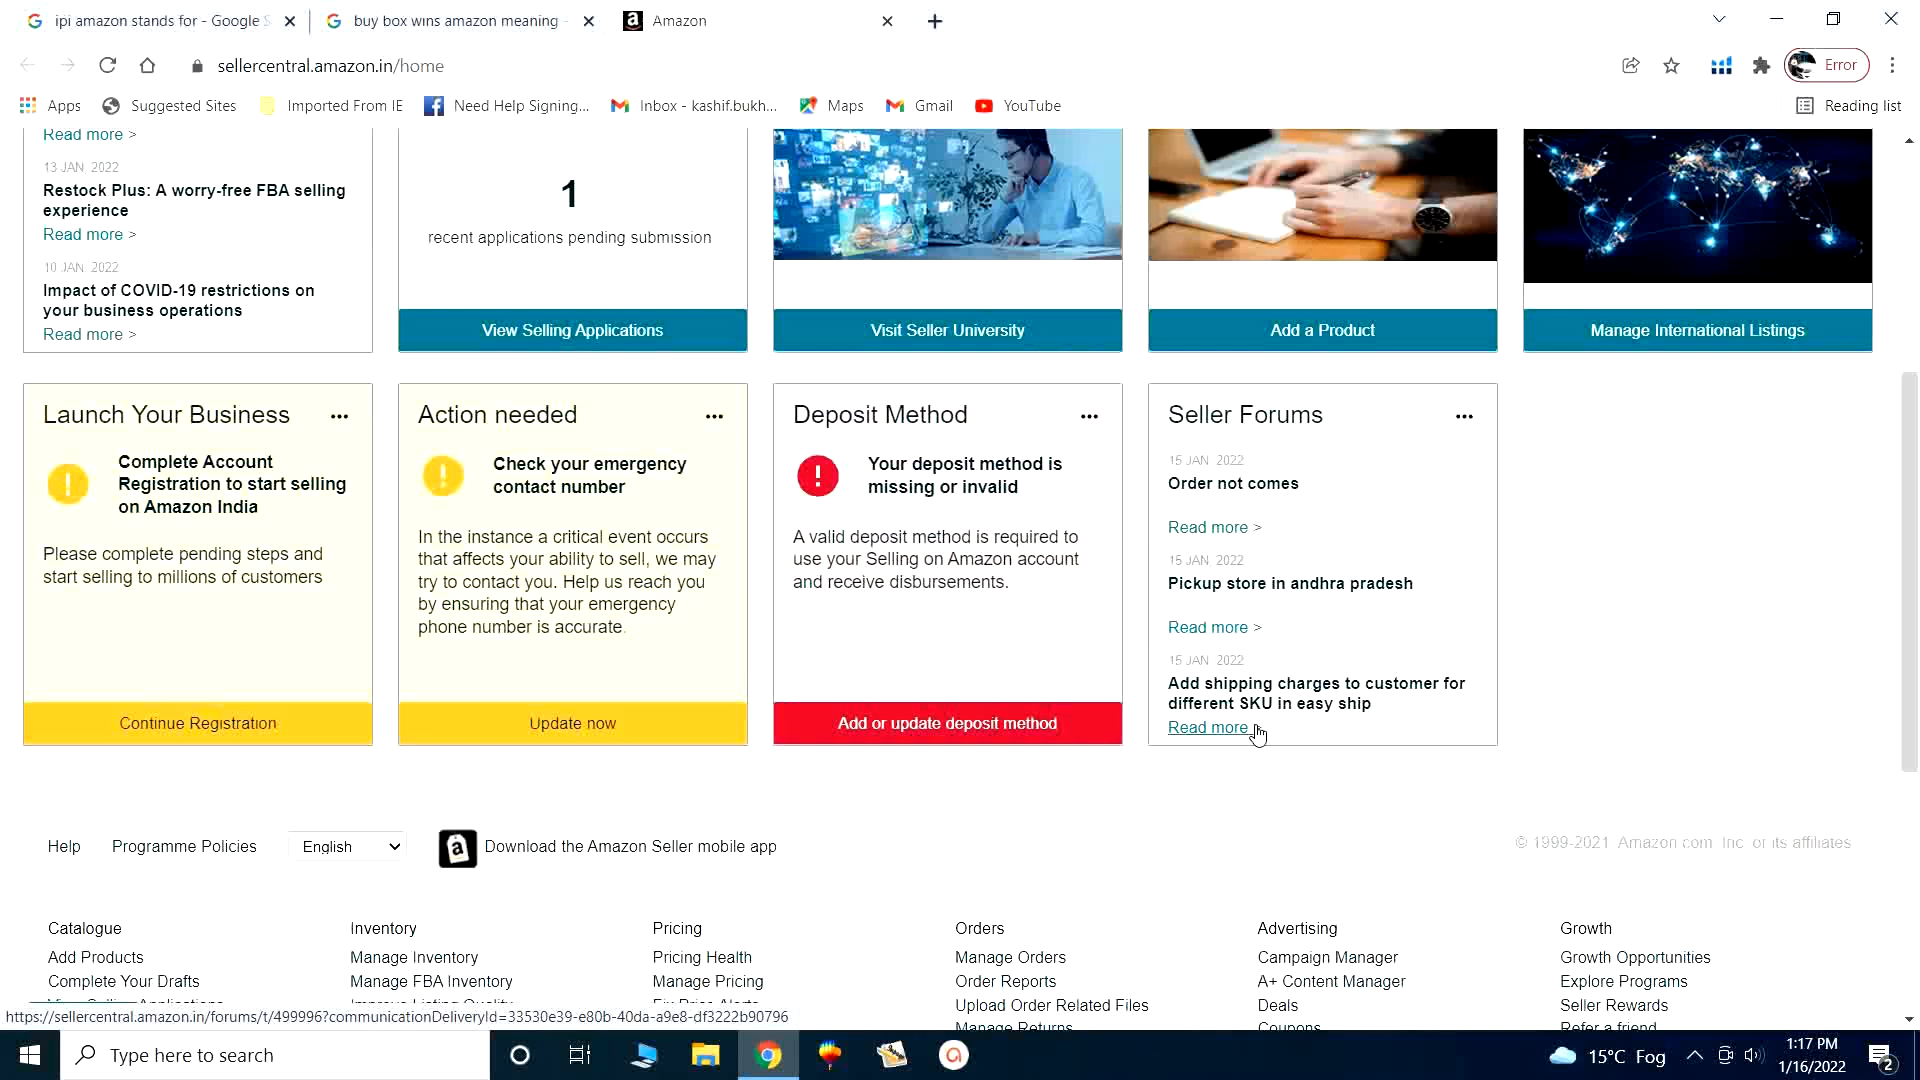 ipi amazon stands for - Google S
buy box wins amazon meaning -
Amazon
sellercentral.amazon.in/home
Error
Apps
Suggested Sites
Imported From IE
Need Help Signing...
Inbox - kashif.bukh...
Maps
Gmail
YouTube
Reading list
Read more >
13 JAN 2022
Restock Plus: A worry-free FBA selling
experience
Read more >
10 JAN 2022
Impact of COVID-19 restrictions on
your business operations
Read more >
1
recent applications pending submission
View Selling Applications
Visit Seller University
Add a Product
Manage International Listings
Launch Your Business
Complete Account
Registration to start selling
on Amazon India
Please complete pending steps and
start selling to millions of customers
Continue Registration
Action needed
Check your emergency
contact number
In the instance a critical event occurs
that affects your ability to sell, we may
try to contact you. Help us reach you
by ensuring that your emergency
phone number is accurate.
Update now
Deposit Method
Your deposit method is
missing or invalid
A valid deposit method is required to
use your Selling on Amazon account
and receive disbursements.
Add or update deposit method
Seller Forums
15 JAN 2022
Order not comes
Read more >
15 JAN 2022
Pickup store in andhra pradesh
Read more >
15 JAN 2022
Add shipping charges to customer for
different SKU in easy ship
Read more
Help
Programme Policies
English
Download the Amazon Seller mobile app
© 1999-2021 Amazon com Inc or its affiliates
Catalogue
Add Products
Complete Your Drafts
Inventory
Manage Inventory
Manage FBA Inventory
Improve Listing Quality
Pricing
Pricing Health
Manage Pricing
Fix Price Alerts
Orders
Manage Orders
Order Reports
Upload Order Related Files
Manage Returns
Advertising
Campaign Manager
A+ Content Manager
Deals
Coupons
Growth
Growth Opportunities
Explore Programs
Seller Rewards
Refer a friend
https://sellercentral.amazon.in/forums/t/499996?communicationDeliveryId=33530e39-e80b-40da-a9e8-df3222b90796
Type here to search
15°C Fog
1:17 PM
1/16/2022
2